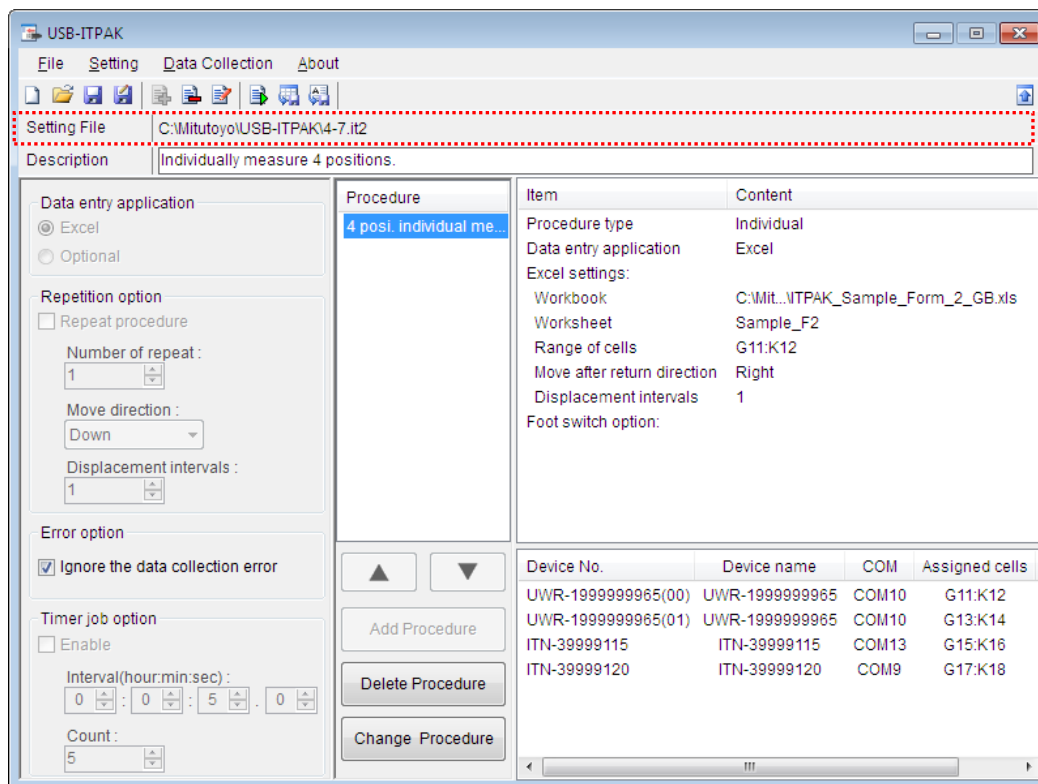 USB-ITPAK
File Setting Data Collection About
Setting File C:\Mitutoyo\USB-ITPAK\4-7.it2
Description Individually measure 4 positions.
Data entry application
Excel
Optional
Repetition option
Repeat procedure
Number of repeat :
1
Move direction :
Down
Displacement intervals :
1
Error option
Ignore the data collection error
Timer job option
Enable
Interval(hour:min:sec) :
0 : 0 : 5 . 0
Count :
5
Procedure
4 posi. individual me...
Add Procedure
Delete Procedure
Change Procedure
Item Content
Procedure type Individual
Data entry application Excel
Excel settings:
Workbook C:\Mit...\ITPAK_Sample_Form_2_GB.xls
Worksheet Sample_F2
Range of cells G11:K12
Move after return direction Right
Displacement intervals 1
Foot switch option:
Device No. Device name COM Assigned cells
UWR-1999999965(00) UWR-1999999965 COM10 G11:K12
UWR-1999999965(01) UWR-1999999965 COM10 G13:K14
ITN-39999115 ITN-39999115 COM13 G15:K16
ITN-39999120 ITN-39999120 COM9 G17:K18